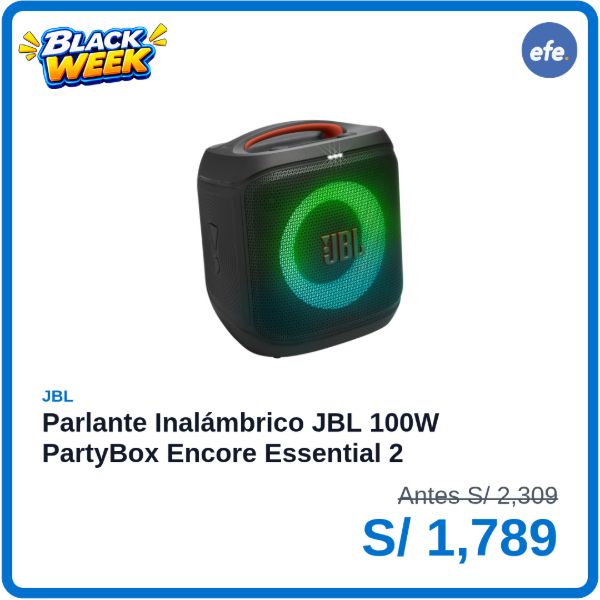 BLACK
WEEK
efe.
JBL
JBL
Parlante Inalámbrico JBL 100W
PartyBox Encore Essential 2
Antes S/ 2,309
S/ 1,789